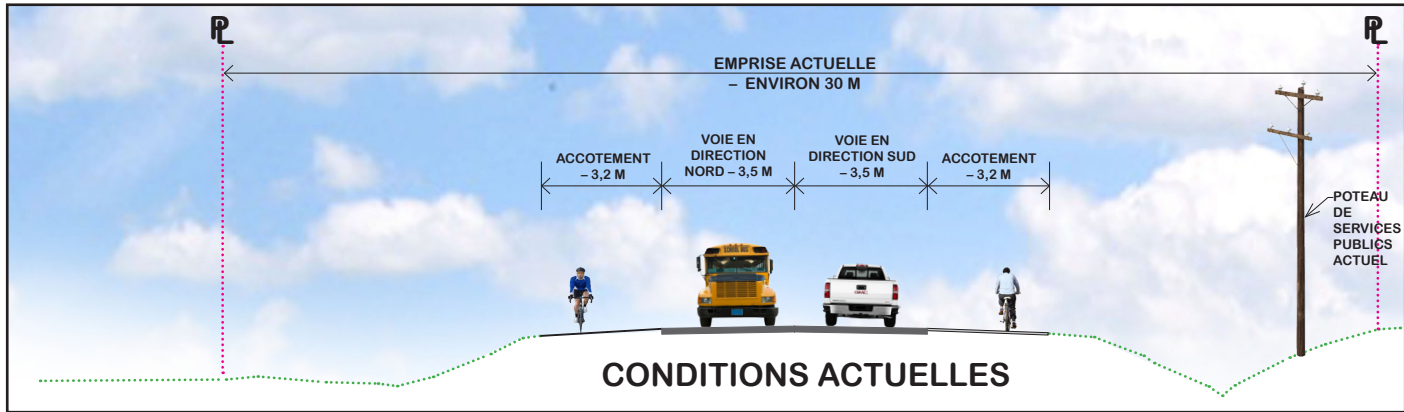 PL
PL
EMPRISE ACTUELLE
– ENVIRON 30 M
ACCOTEMENT
– 3,2 M
VOIE EN
DIRECTION
NORD – 3,5 M
VOIE EN
DIRECTION SUD
– 3,5 M
ACCOTEMENT
– 3,2 M
POTEAU
DE
SERVICES
PUBLICS
ACTUEL
CONDITIONS ACTUELLES